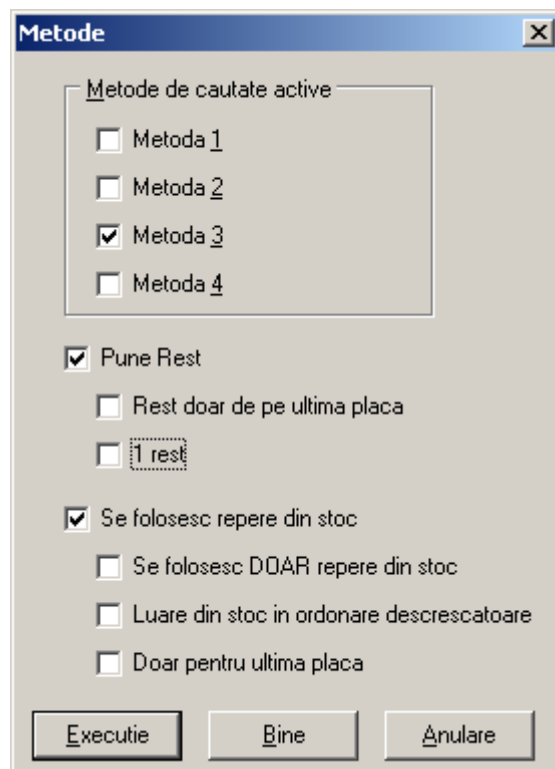 Metode
Metode de cautate active
Metoda 1
Metoda 2
Metoda 3
Metoda 4
Pune Rest
Rest doar de pe ultima placa
1 rest
Se folosesc repere din stoc
Se folosesc DOAR repere din stoc
Luare din stoc in ordonare descrescatoare
Doar pentru ultima placa
Executie Bine Anulare